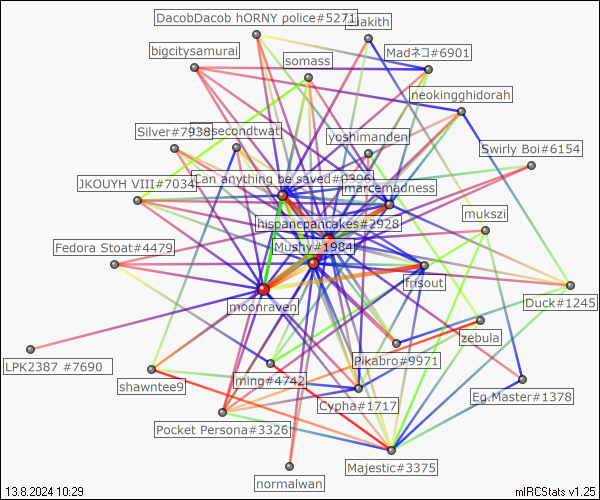 DacobDacob hORNY police#5271
bigcitysamurai
somass
Madネコ#6901
neokingghidorah
Silver#7938
yoshimanden
Swirly Boi#6154
JKOUYH VIII#7034
Can anything be saved#0396
marcemadness
mukszi
hispancpancakes#2928
Fedora Stoat#4479
Mushy#1984
frisout
moonraven
Duck#1245
zebula
LPK2387 #7690
Pikabro#9971
shawntee9
ming#4742
Eg.Master#1378
Cypha#1717
Pocket Persona#3326
Majestic#3375
normalwan
13.8.2024 10:29
mIRCStats v1.25